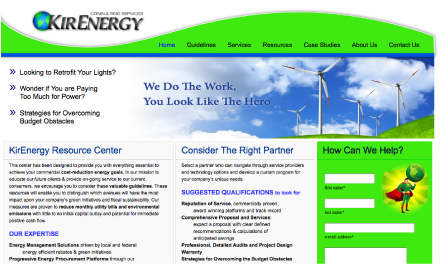 CONSULTING SERVICES
KIRENERGY
Home Guidelines Services Resources Case Studies About Us Contact Us
» Looking to Retrofit Your Lights?
» Wonder if You are Paying
Too Much for Power?
» Strategies for Overcoming
Budget Obstacles
We Do The Work,
You Look Like The Hero
KirEnergy Resource Center
This center has been designed to provide you with everything essential to
achieve your commercial cost-reduction energy goals. In our mission to
educate our future clients & provide on-going service to our current
consumers, we encourage you to consider these valuable guidelines. These
resources will enable you to distinguish which avenues will have the most
impact upon your company's green initiatives and fiscal sustainability. Our
measures are proven to reduce monthly utility bills and environmental
emissions with little to no initial capital outlay and potential for immediate
positive cash flow.
OUR EXPERTISE
Energy Management Solutions driven by local and federal
energy efficient rebates & green initiatives
Progressive Energy Procurement Platforms through our
Consider The Right Partner
Select a partner who can navigate through service providers
and technology options and develop a custom program for
your company's unique needs.
SUGGESTED QUALIFICATIONS to look for
Reputation of Service, commercially proven,
award winning platforms and track record
Comprehensive Proposal and Services:
expect a proposal with clear defined
recommendations & calculations of
anticipated savings
Professional, Detailed Audits and Project Design
Warranty
Strategies for Overcoming the Budget Obstacles
How Can We Help?
first name*
last name*
e-mail address*